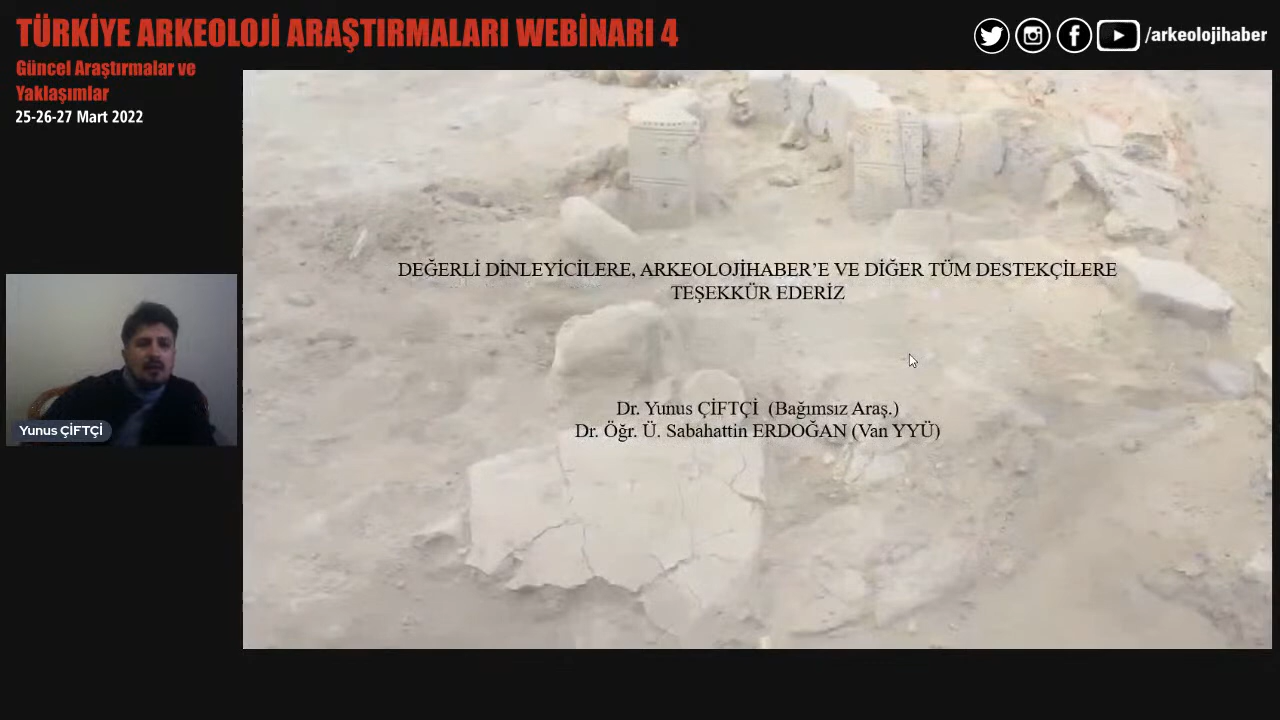 TÜRKİYE ARKEOLOJİ ARAŞTIRMALARI WEBİNARI 4
/arkeolojihaber
Güncel Araştırmalar ve
Yaklaşımlar
25-26-27 Mart 2022
DEĞERLİ DİNLEYİCİLERE, ARKEOLOJİHABER'E VE DİĞER TÜM DESTEKÇİLERE
TEŞEKKÜR EDERİZ
Dr. Yunus ÇİFTÇİ (Bağımsız Araş.)
Dr. Öğr. Ü. Sabahattin ERDOĞAN (Van YYÜ)
Yunus ÇİFTÇİ